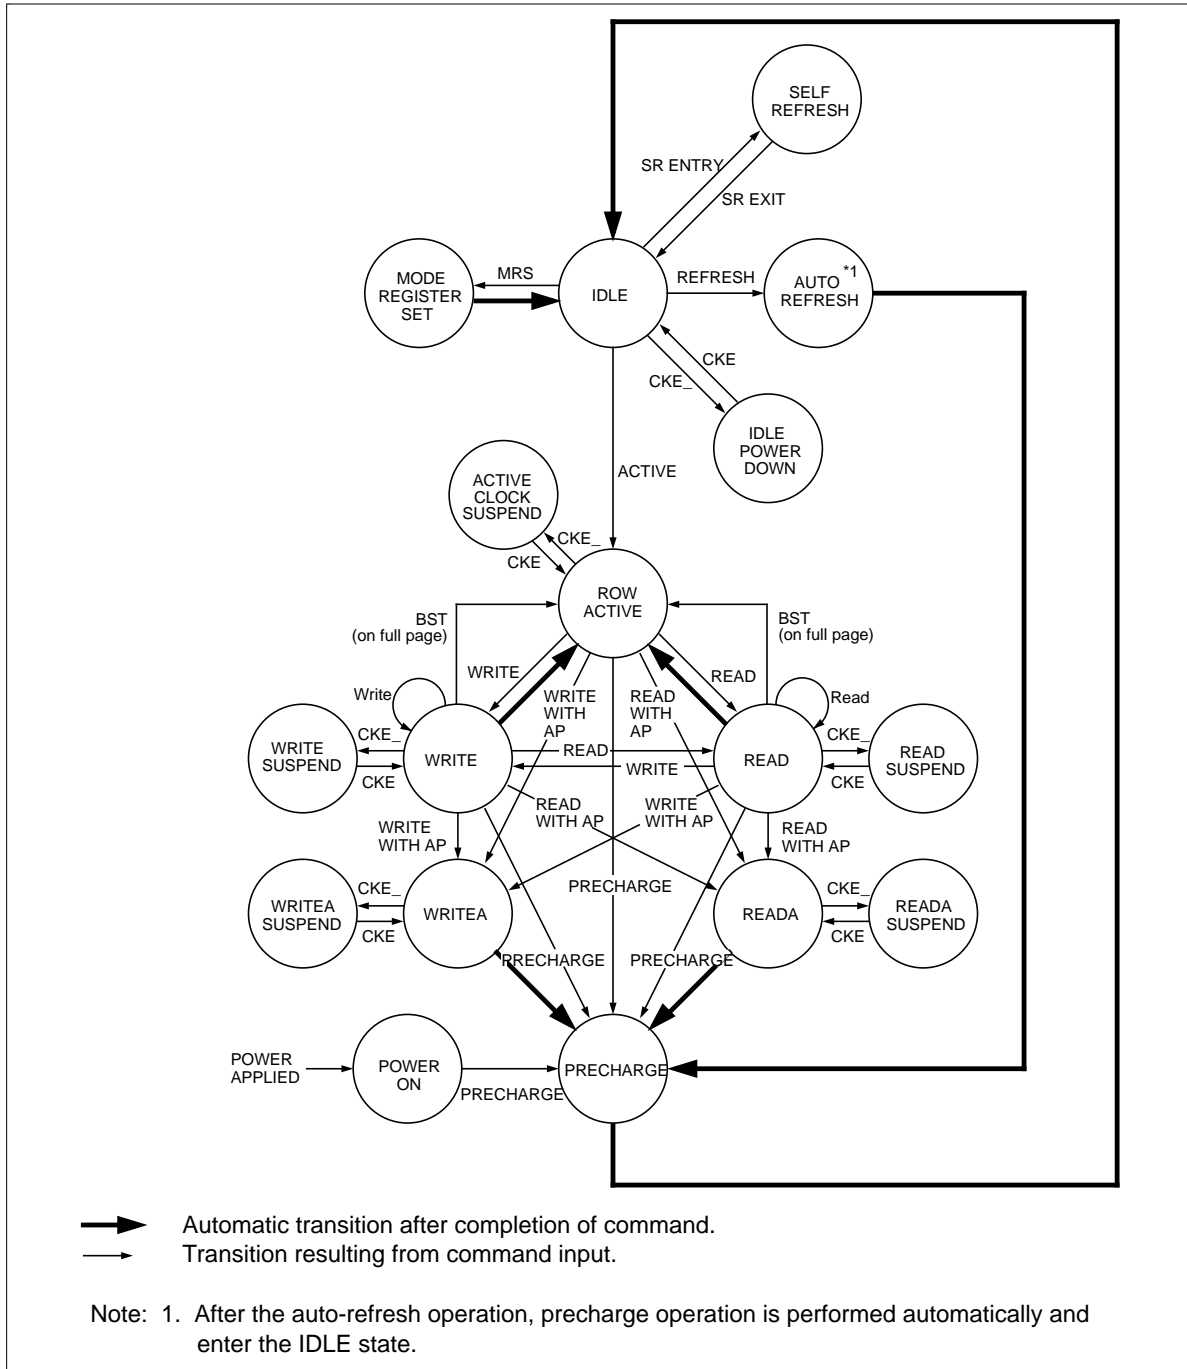 SELF
REFRESH
SR ENTRY
SR EXIT
MODE
REGISTER
SET
MRS
IDLE
REFRESH
AUTO *1
REFRESH
CKE
CKE_
IDLE
POWER
DOWN
ACTIVE
ACTIVE
CLOCK
SUSPEND
CKE_
CKE
ROW
ACTIVE
BST
(on full page)
BST
(on full page)
WRITE
READ
Write
WRITE
WITH
AP
READ
WITH
AP
Read
WRITE
SUSPEND
CKE_
CKE
WRITE
READ
WRITE
READ
CKE_
CKE
READ
SUSPEND
WRITE
WITH AP
READ
WITH AP
WRITE
WITH AP
READ
WITH AP
WRITEA
SUSPEND
CKE_
CKE
WRITEA
PRECHARGE
READA
CKE_
CKE
READA
SUSPEND
PRECHARGE
PRECHARGE
POWER
APPLIED
POWER
ON
PRECHARGE
PRECHARGE
Automatic transition after completion of command.
Transition resulting from command input.
Note: 1. After the auto-refresh operation, precharge operation is performed automatically and
enter the IDLE state.